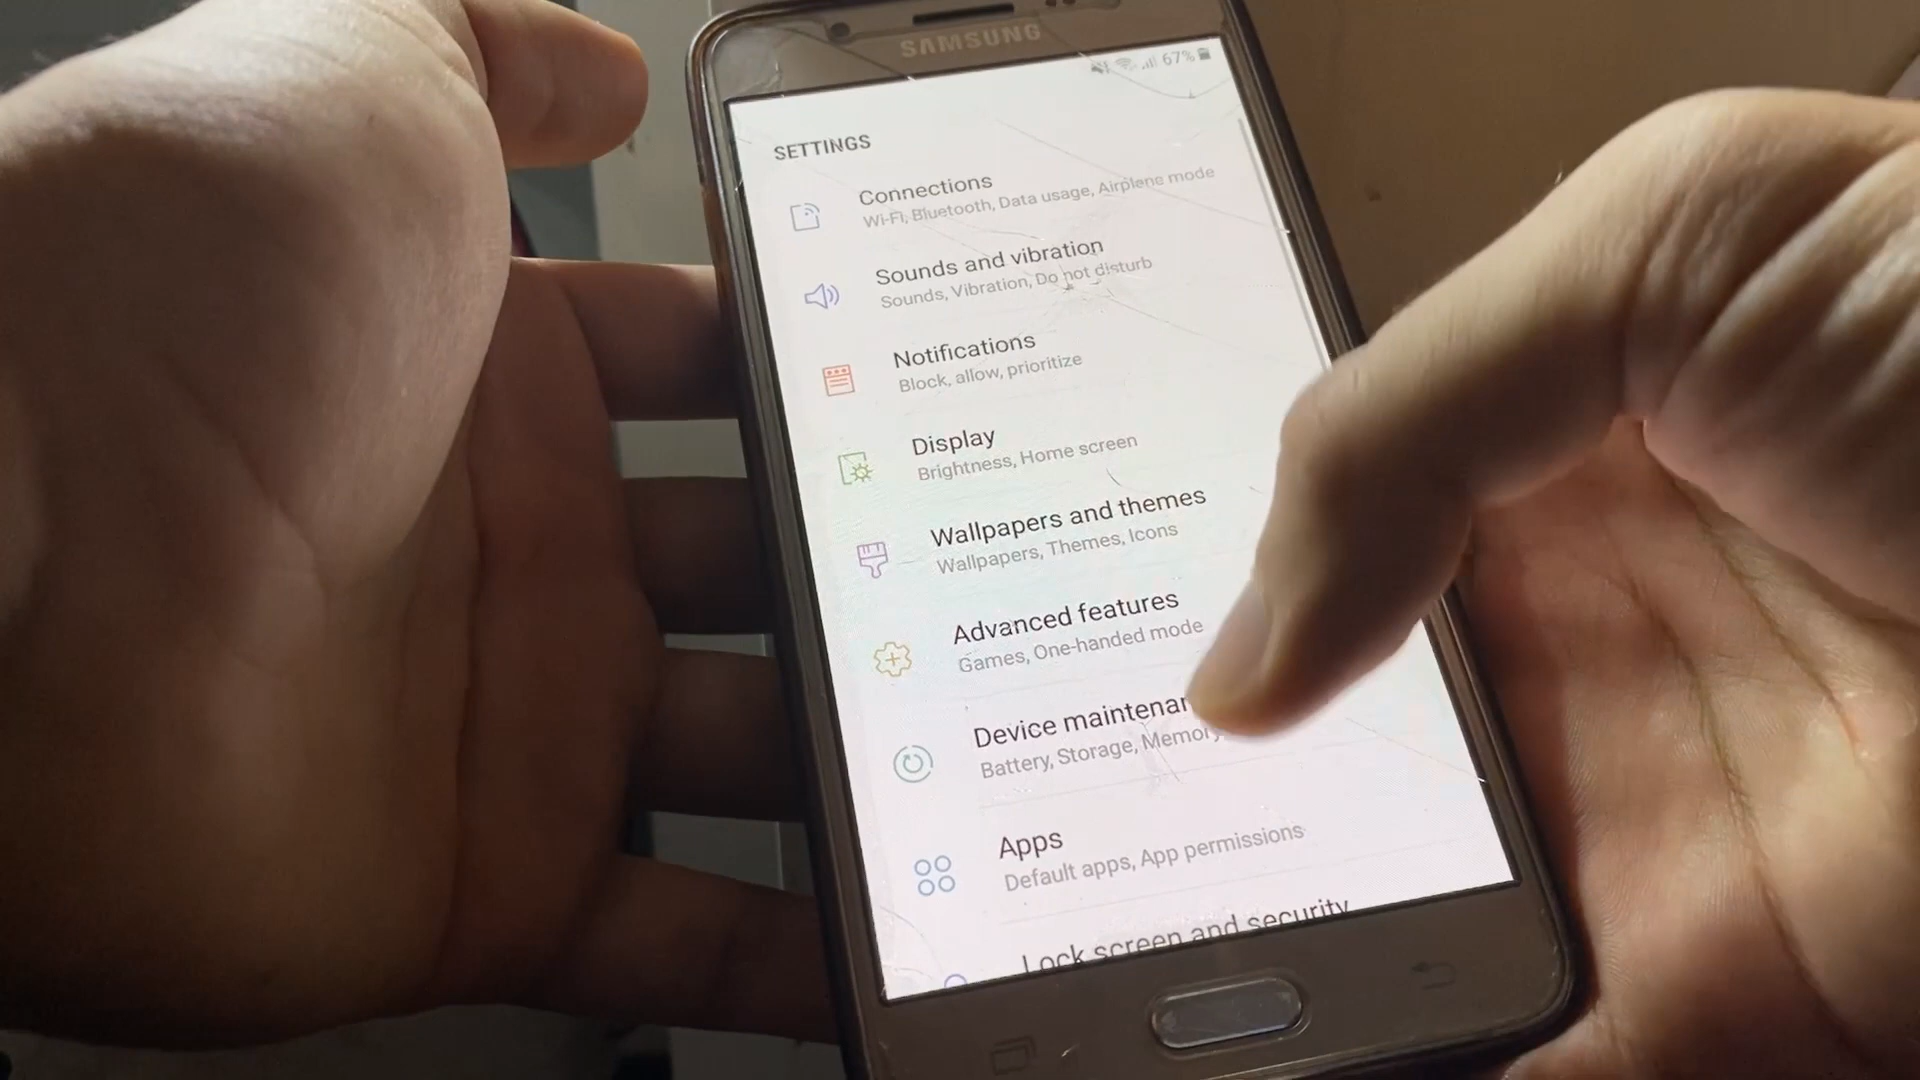 SAMSUNG
67%
SETTINGS
Connections
Wi-Fi, Bluetooth, Data usage, Airplane mode
Sounds and vibration
Sounds, Vibration, Do not disturb
Notifications
Block, allow, prioritize
Display
Brightness, Home screen
Wallpapers and themes
Wallpapers, Themes, Icons
Advanced features
Games, One-handed mode
Device maintenan
Battery, Storage, Memory
Apps
Default apps, App permissions
Lock screen and security